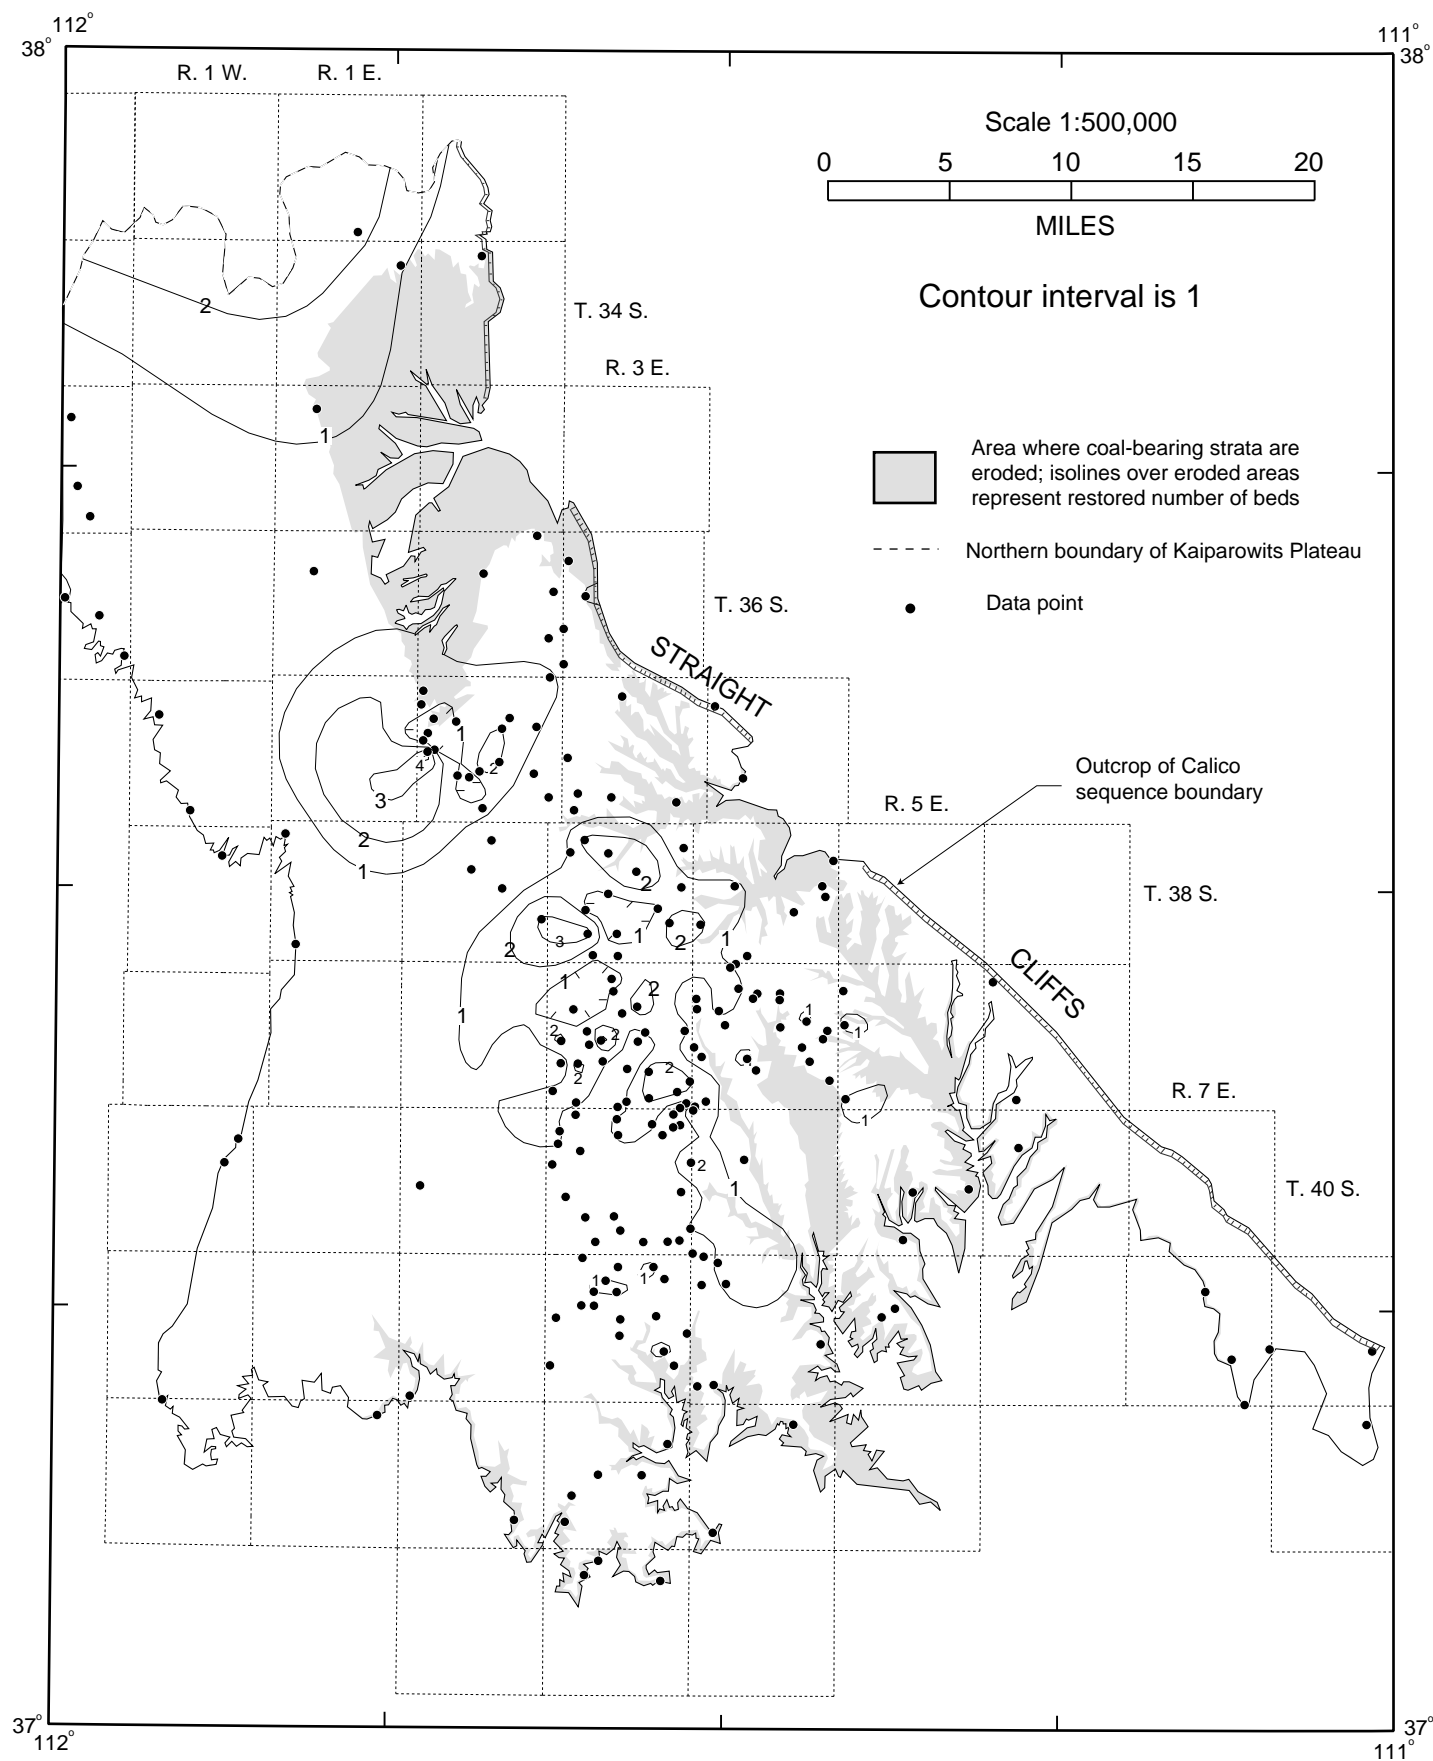 112°
111°
38°
38°
R. 1 W.
R. 1 E.
Scale 1:500,000
0 5 10 15 20
MILES
Contour interval is 1
2
T. 34 S.
R. 3 E.
1
Area where coal-bearing strata are
eroded; isolines over eroded areas
represent restored number of beds
Northern boundary of Kaiparowits Plateau
Data point
T. 36 S.
STRAIGHT
1
4
2
3
2
1
Outcrop of Calico
sequence boundary
R. 5 E.
2
T. 38 S.
2
3
1
2
1
CLIFFS
1
2
1
2
2
1
1
2
2
R. 7 E.
1
2
1
T. 40 S.
1
1
37°
112°
37°
111°